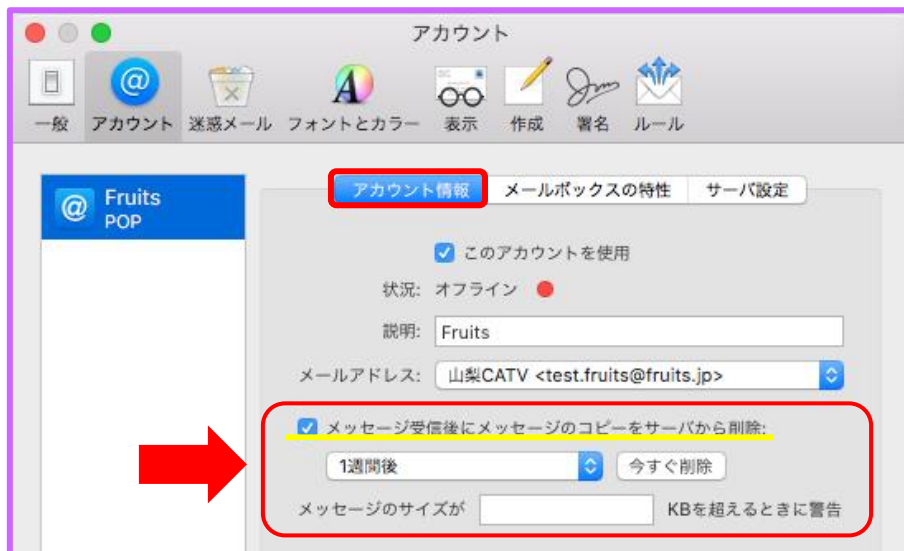 アカウント
一般 アカウント 迷惑メール フォントとカラー 表示 作成 署名 ルール
Fruits
POP
アカウント情報 メールボックスの特性 サーバ設定
このアカウントを使用
状況: オフライン
説明: Fruits
メールアドレス: 山梨CATV <test.fruits@fruits.jp>
メッセージ受信後にメッセージのコピーをサーバから削除:
1週間後 今すぐ削除
メッセージのサイズが KBを超えるときに警告